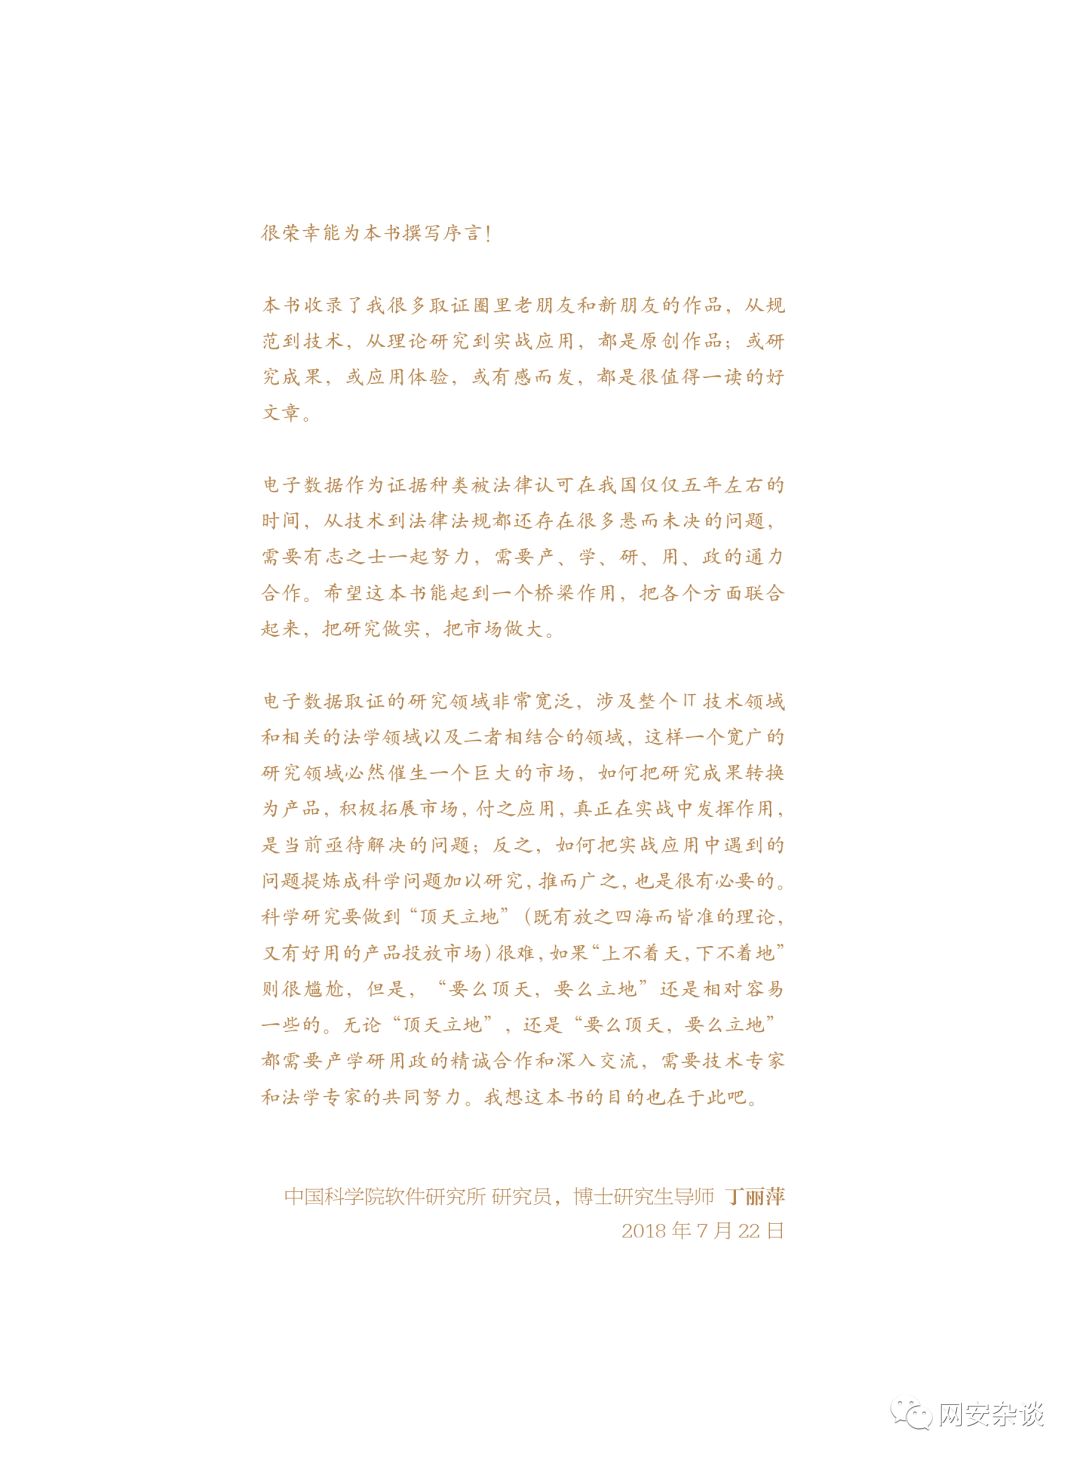 很荣幸能为本书撰写序言！
本书收录了我很多取证圈里老朋友和新朋友的作品，从规
范到技术，从理论研究到实战应用，都是原创作品；或研
究成果，或应用体验，或有感而发，都是很值得一读的好
文章。
电子数据作为证据种类被法律认可在我国仅仅五年左右的
时间，从技术到法律法规都还存在很多悬而未决的问题，
需要有志之士一起努力，需要产、学、研、用、政的通力
合作。希望这本书能起到一个桥梁作用，把各个方面联合
起来，把研究做实，把市场做大。
电子数据取证的研究领域非常宽泛，涉及整个 IT 技术领域
和相关的法学领域以及二者相结合的领域，这样一个宽广的
研究领域必然催生一个巨大的市场，如何把研究成果转换
为产品，积极拓展市场，付之应用，真正在实战中发挥作用，
是当前亟待解决的问题；反之，如何把实战应用中遇到的
问题提炼成科学问题加以研究，推而广之，也是很有必要的。
科学研究要做到“顶天立地”（既有放之四海而皆准的理论，
又有好用的产品投放市场）很难，如果“上不着天，下不着地”
则很尴尬，但是，“要么顶天，要么立地”还是相对容易
一些的。无论“顶天立地”，还是“要么顶天，要么立地”
都需要产学研用政的精诚合作和深入交流，需要技术专家
和法学专家的共同努力。我想这本书的目的也在于此吧。
中国科学院软件研究所 研究员，博士研究生导师 丁丽萍
2018 年 7 月 22 日
网安杂谈